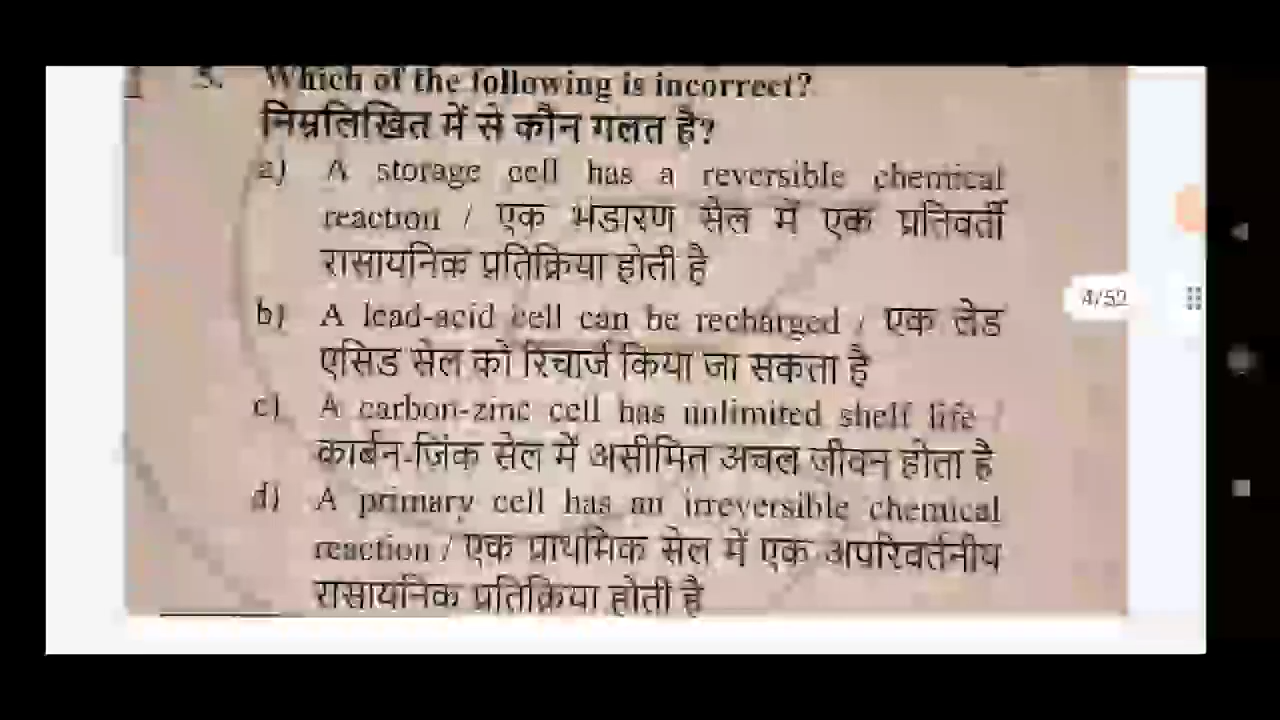 5. Which of the following is incorrect?
निम्नलिखित में से कौन गलत है?
a) A storage cell has a reversible chemical
reaction / एक भंडारण सेल में एक प्रतिवर्ती
रासायनिक प्रतिक्रिया होती है
b) A lead-acid cell can be recharged / एक लेड
एसिड सेल को रिचार्ज किया जा सकता है
c) A carbon-zinc cell has unlimited shelf life /
कार्बन-जिंक सेल में असीमित अचल जीवन होता है
d) A primary cell has an irreversible chemical
reaction / एक प्राथमिक सेल में एक अपरिवर्तनीय
रासायनिक प्रतिक्रिया होती है
4/52